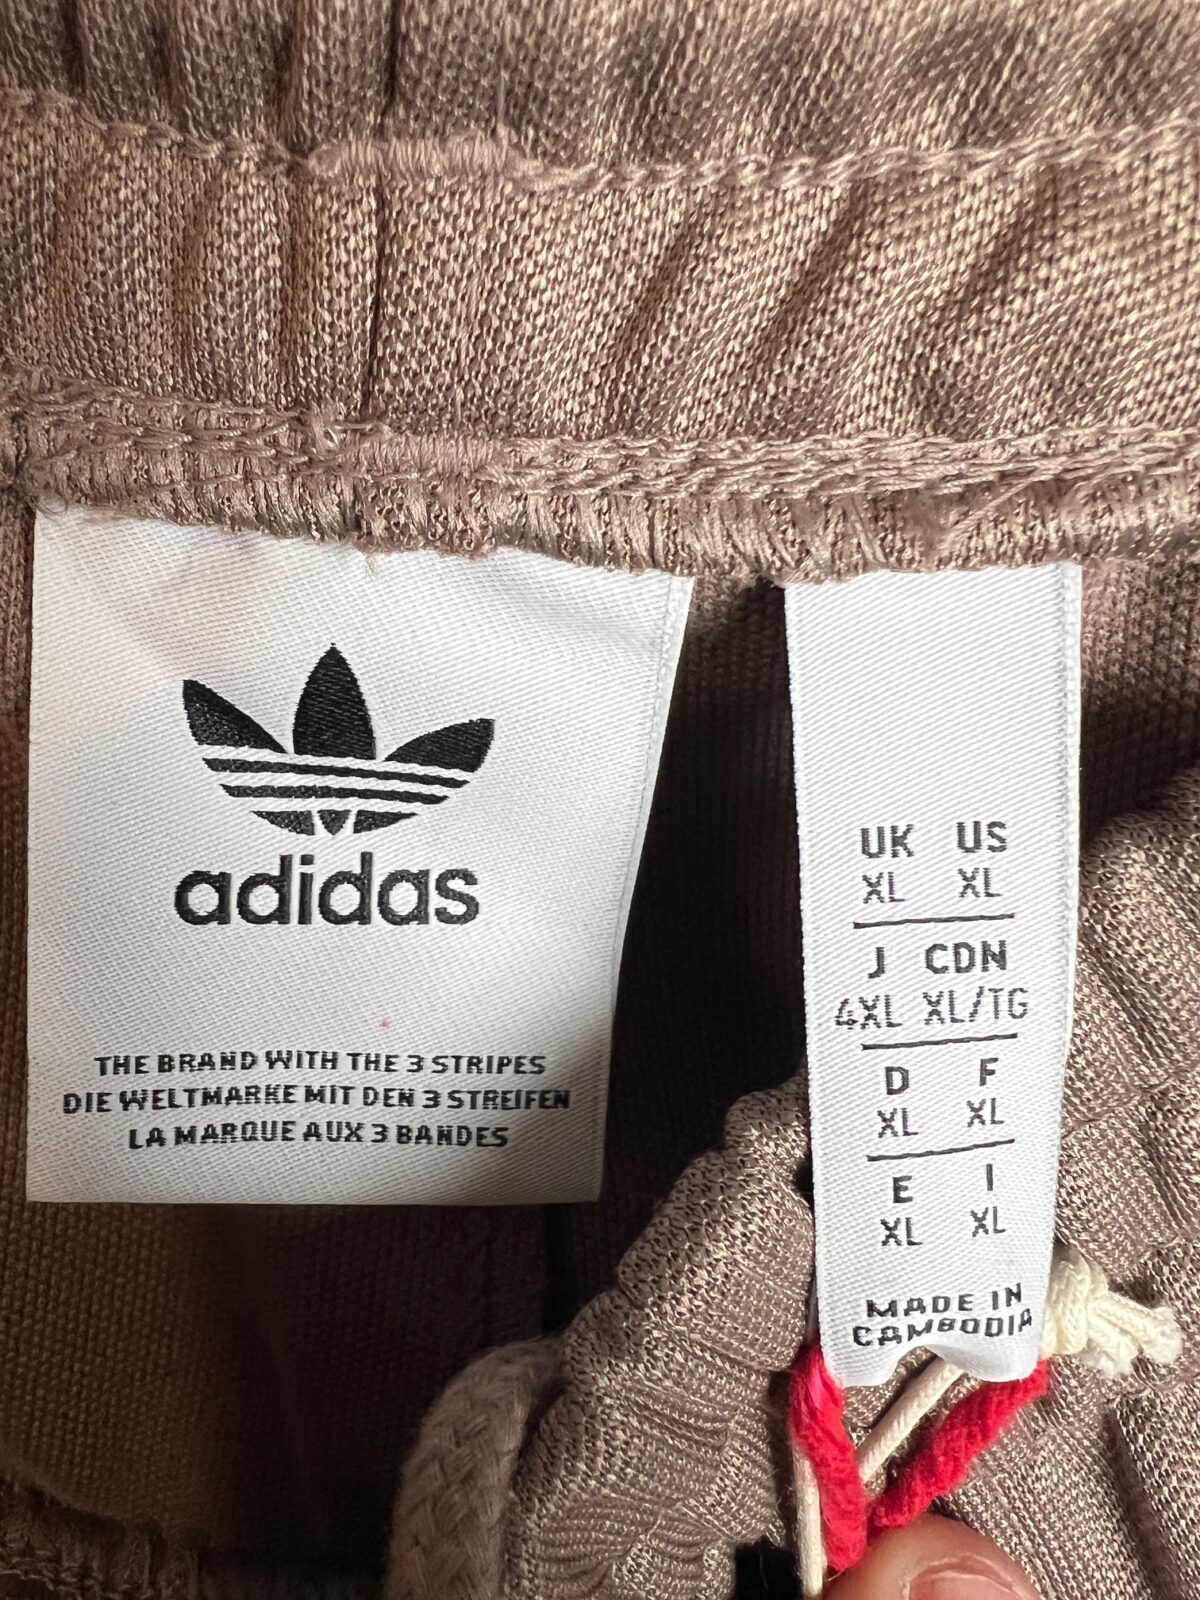 adidas
THE BRAND WITH THE 3 STRIPES
DIE WELTMARKE MIT DEN 3 STREIFEN
LA MARQUE AUX 3 BANDES
UK US
XL XL
J CDN
4XL XL/TG
D F
XL XL
E I
XL XL
MADE IN
CAMBODIA